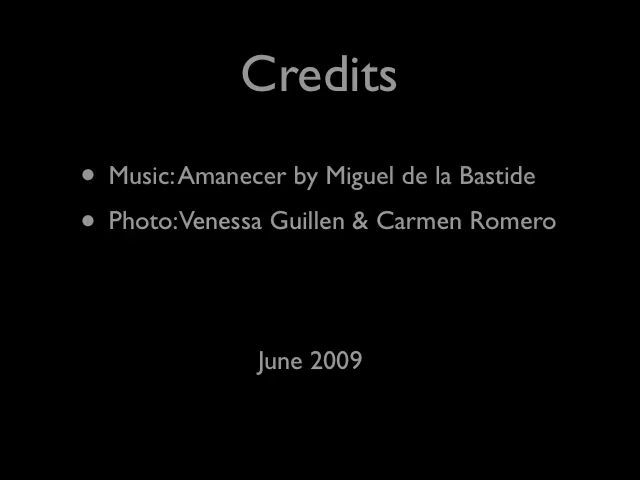 Credits
• Music: Amanecer by Miguel de la Bastide
• Photo: Venessa Guillen & Carmen Romero
June 2009